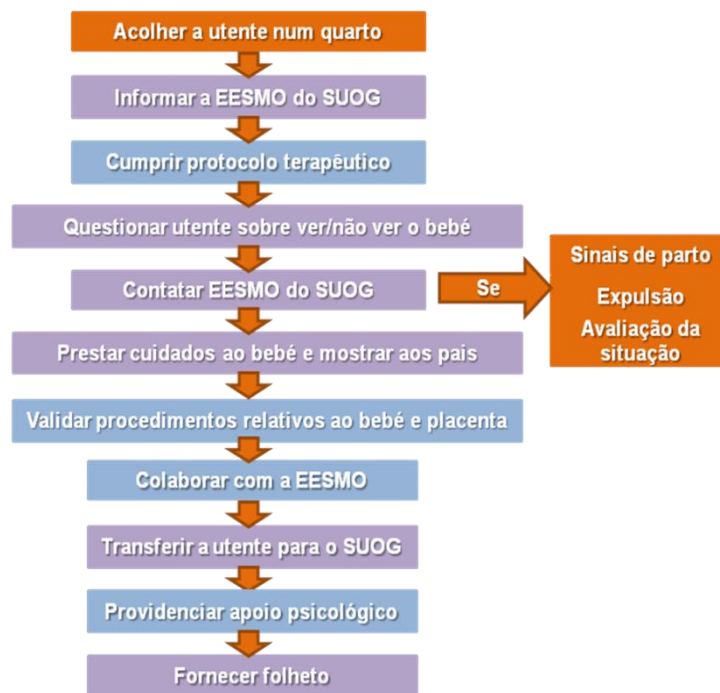 Acolher a utente num quarto
Informar a EESMO do SUOG
Cumprir protocolo terapêutico
Questionar utente sobre ver/não ver o bebé
Contatar EESMO do SUOG
Se
Sinais de parto
Expulsão
Avaliação da
situação
Prestar cuidados ao bebé e mostrar aos pais
Validar procedimentos relativos ao bebé e placenta
Colaborar com a EESMO
Transferir a utente para o SUOG
Providenciar apoio psicológico
Fornecer folheto